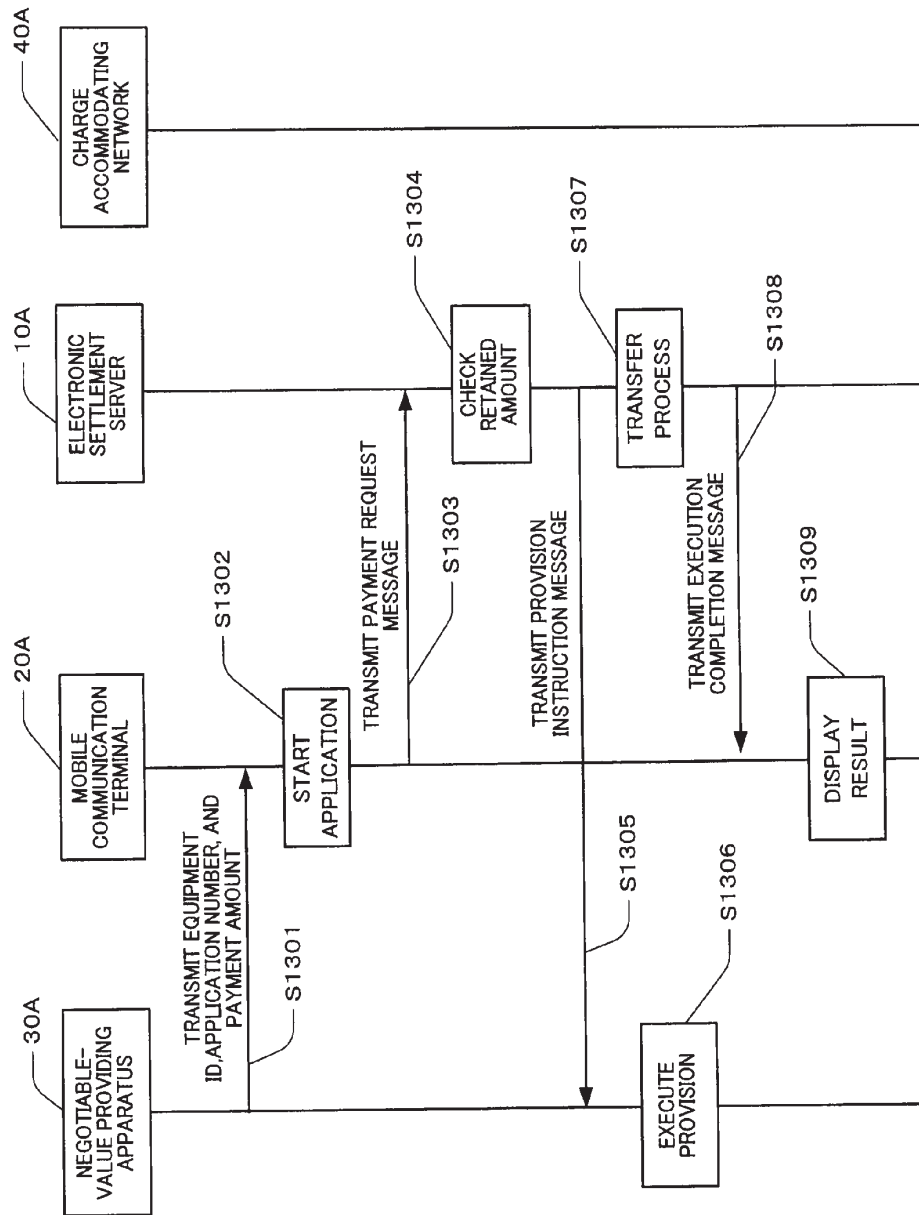 30A
NEGOTIABLE-
VALUE PROVIDING
APPARATUS
20A
MOBILE
COMMUNICATION
TERMINAL
10A
ELECTRONIC
SETTLEMENT
SERVER
40A
CHARGE
ACCOMMODATING
NETWORK
TRANSMIT EQUIPMENT
ID,APPLICATION NUMBER, AND
PAYMENT AMOUNT
S1301
START
APPLICATION
S1302
TRANSMIT PAYMENT REQUEST
MESSAGE
S1303
CHECK
RETAINED
AMOUNT
S1304
TRANSMIT PROVISION
INSTRUCTION MESSAGE
S1305
EXECUTE
PROVISION
S1306
TRANSFER
PROCESS
S1307
TRANSMIT EXECUTION
COMPLETION MESSAGE
S1308
DISPLAY
RESULT
S1309